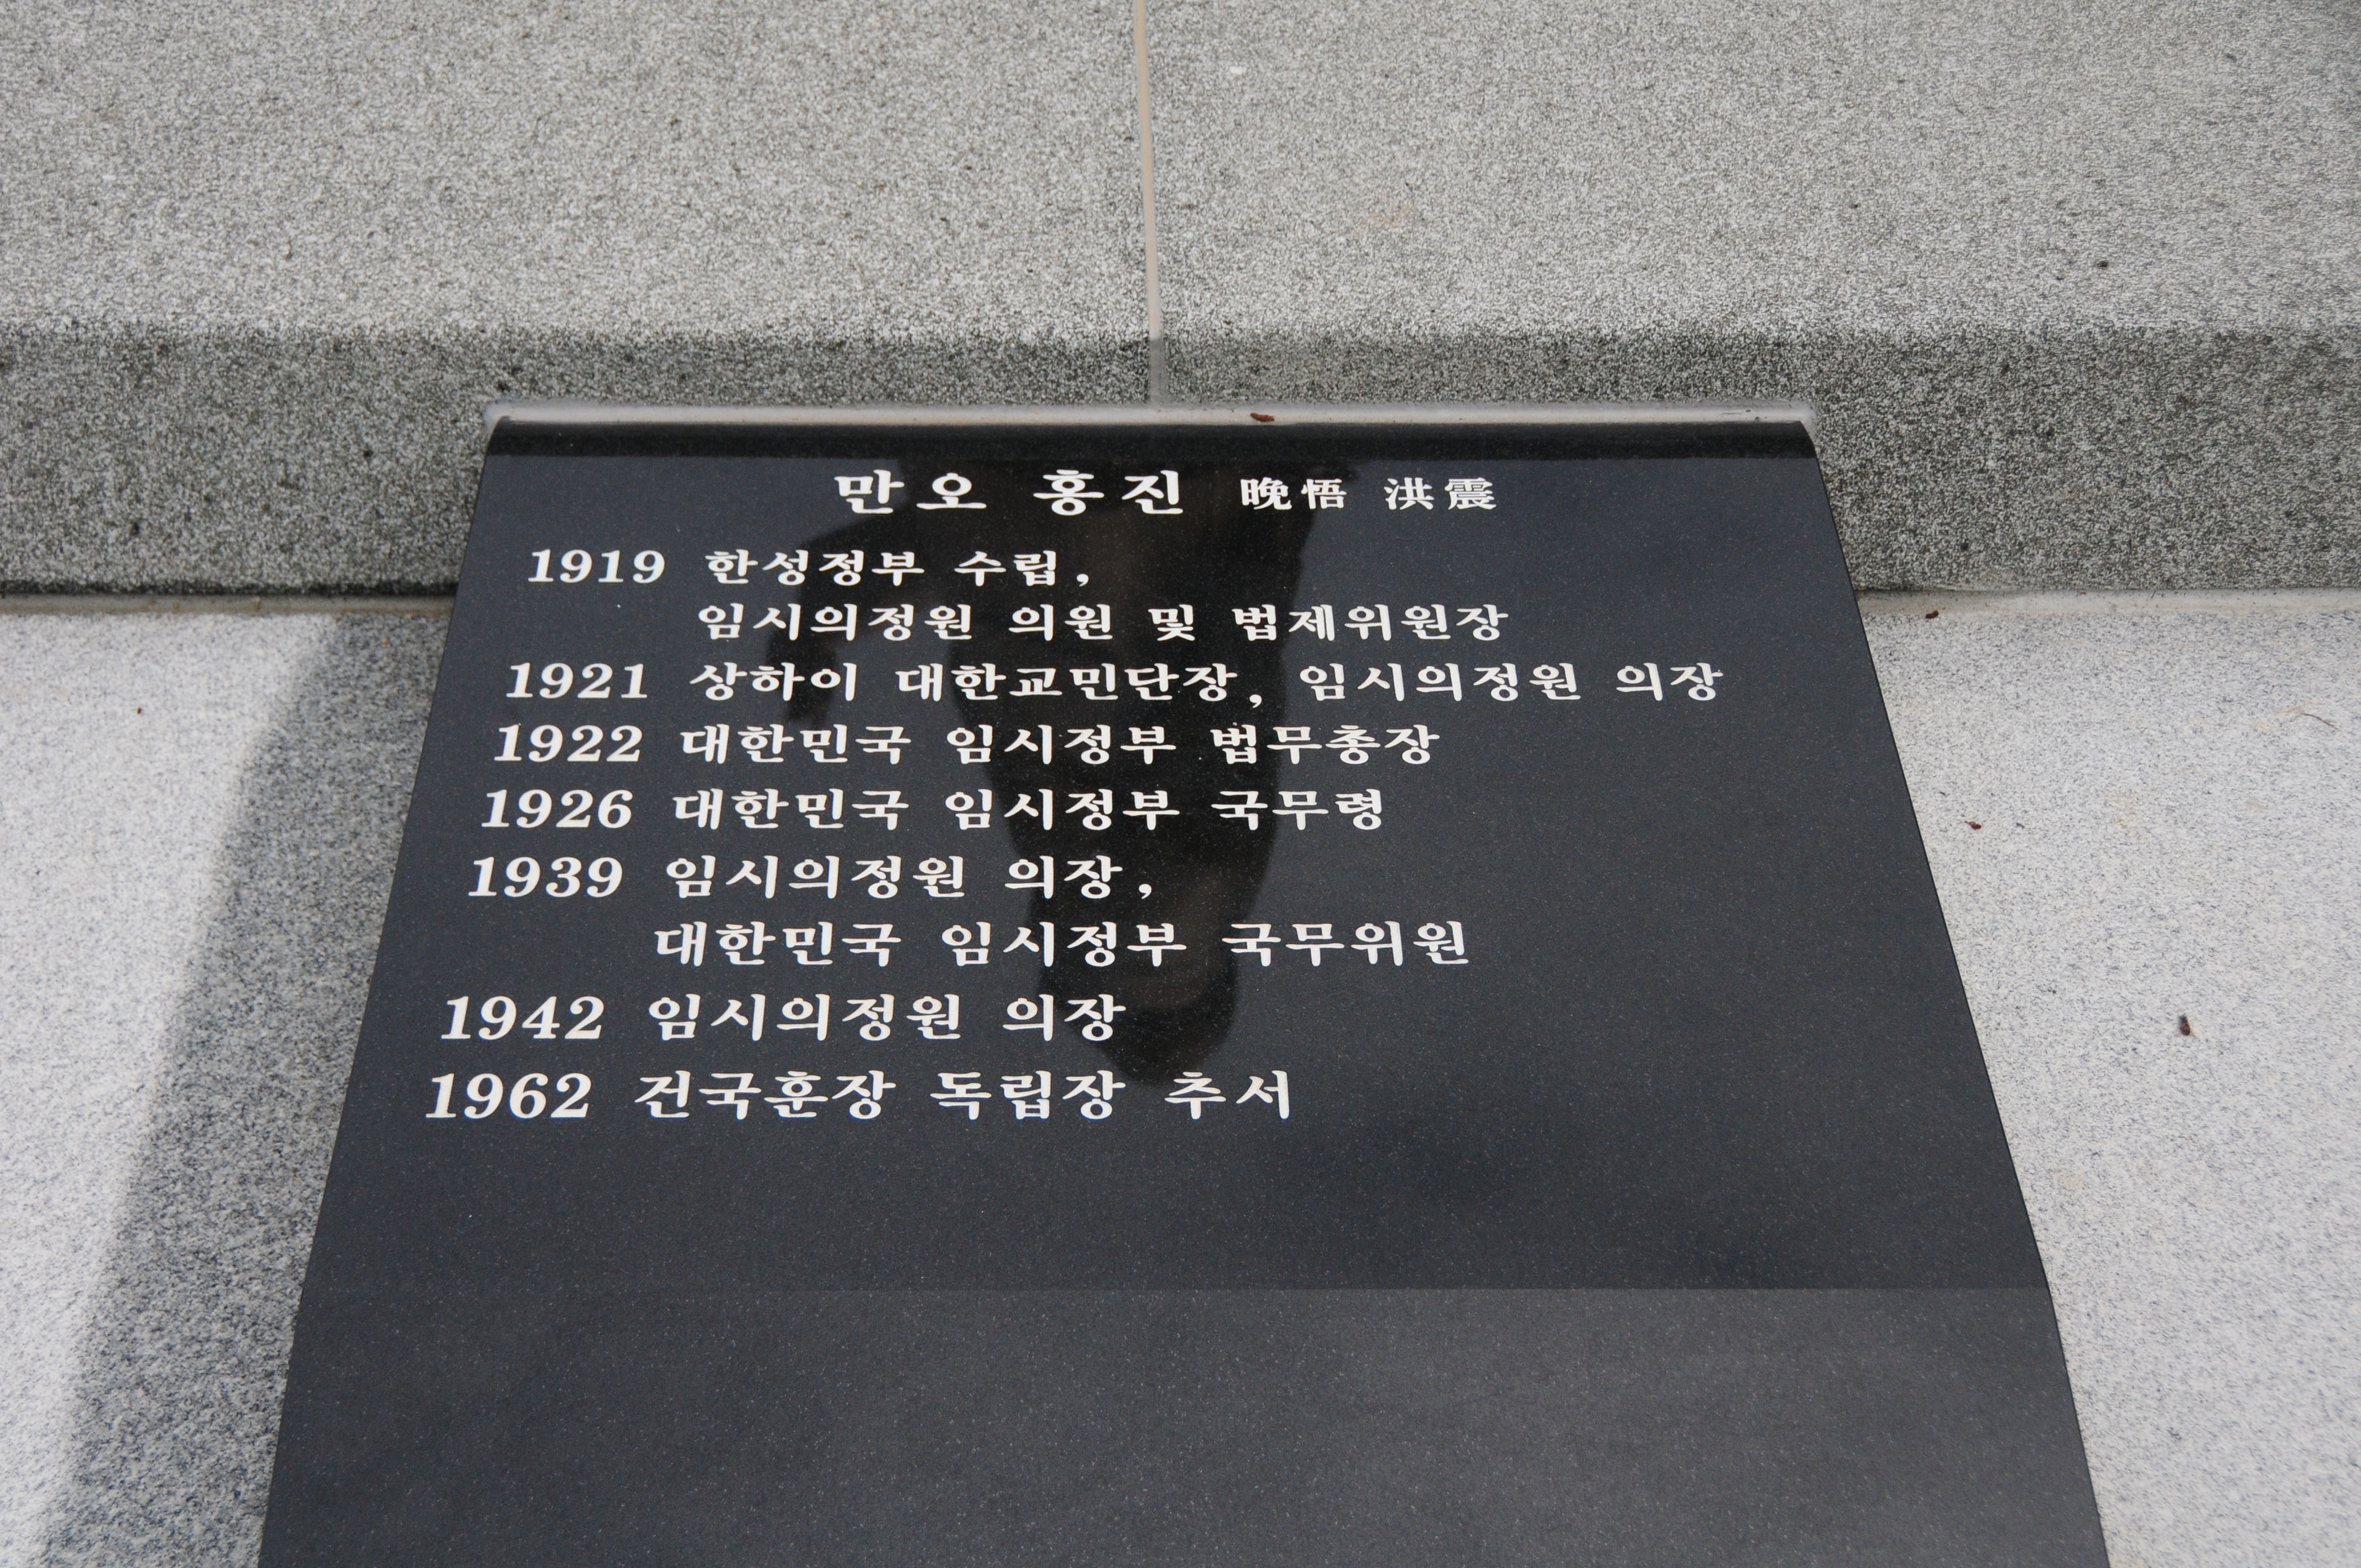 만오 홍진 晩悟 洪震
1919 한성정부 수립,
임시의정원 의원 및 법제위원장
1921 상하이 대한교민단장, 임시의정원 의장
1922 대한민국 임시정부 법무총장
1926 대한민국 임시정부 국무령
1939 임시의정원 의장,
대한민국 임시정부 국무위원
1942 임시의정원 의장
1962 건국훈장 독립장 추서